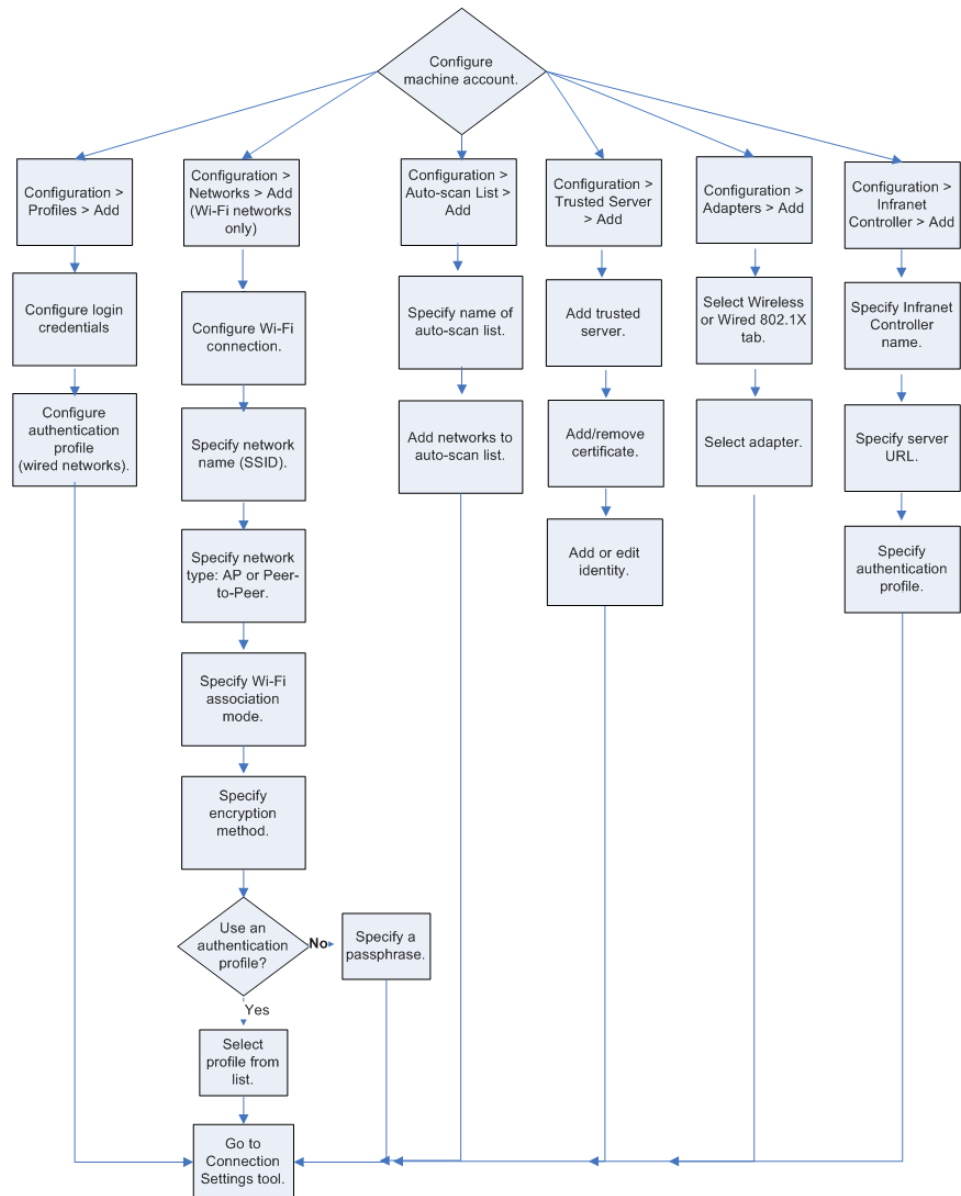 Configure
machine account.
Configuration >
Profiles > Add
Configure login
credentials
Configure
authentication
profile
(wired networks).
Configuration >
Networks > Add
(Wi-Fi networks
only)
Configure Wi-Fi
connection.
Specify network
name (SSID).
Specify network
type: AP or Peer-
to-Peer.
Specify Wi-Fi
association
mode.
Specify
encryption
method.
Use an
authentication
profile?
No
Specify a
passphrase.
Yes
Select
profile from
list.
Go to
Connection
Settings tool.
Configuration >
Auto-scan List >
Add
Specify name of
auto-scan list.
Add networks to
auto-scan list.
Configuration >
Trusted Server
> Add
Add trusted
server.
Add/remove
certificate.
Add or edit
identity.
Configuration >
Adapters > Add
Select Wireless
or Wired 802.1X
tab.
Select adapter.
Configuration >
Infranet
Controller > Add
Specify Infranet
Controller
name.
Specify server
URL.
Specify
authentication
profile.